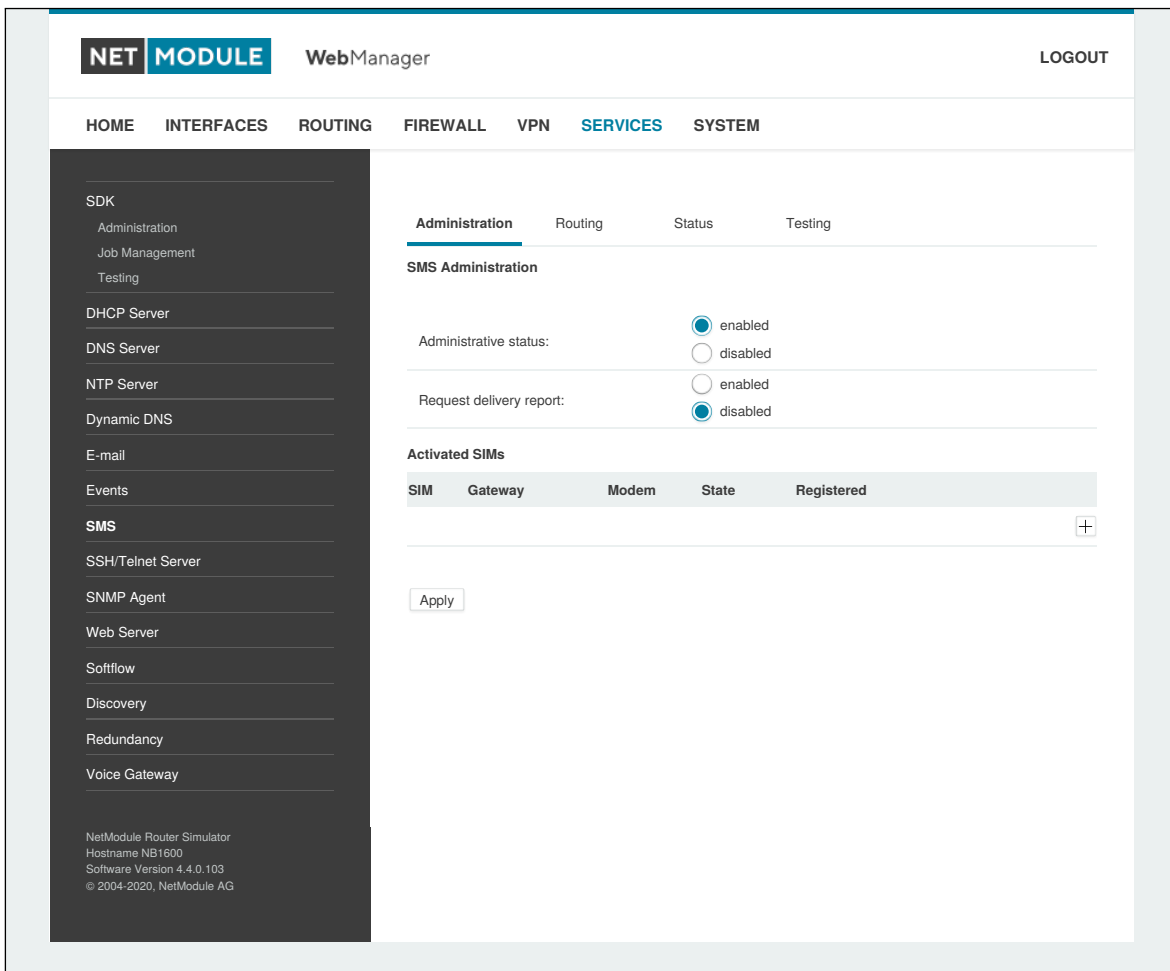 NET MODULE WebManager LOGOUT
HOME INTERFACES ROUTING FIREWALL VPN SERVICES SYSTEM
SDK
Administration
Job Management
Testing
DHCP Server
DNS Server
NTP Server
Dynamic DNS
E-mail
Events
SMS
SSH/Telnet Server
SNMP Agent
Web Server
Softflow
Discovery
Redundancy
Voice Gateway
NetModule Router Simulator
Hostname NB1600
Software Version 4.4.0.103
© 2004-2020, NetModule AG
Administration Routing Status Testing
SMS Administration
Administrative status:
enabled
disabled
Request delivery report:
enabled
disabled
Activated SIMs
SIM Gateway Modem State Registered
Apply